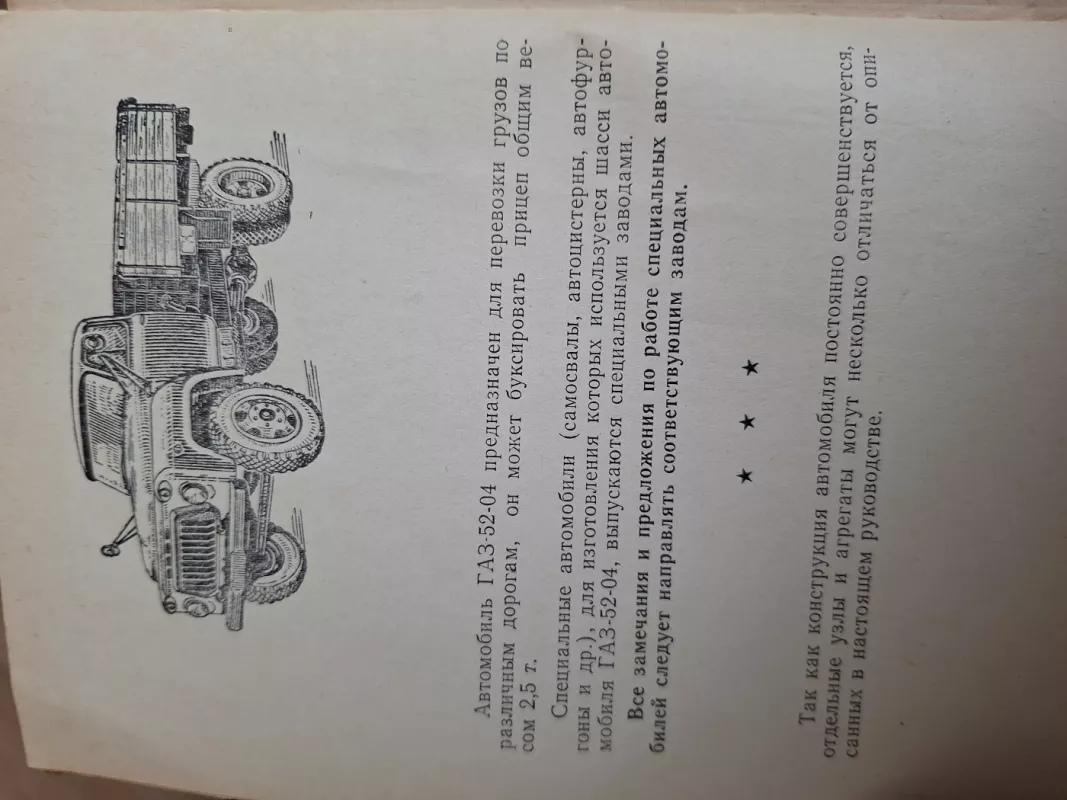 Автомобиль ГАЗ-52-04 предназначен для перевозки грузов по
различным дорогам, он может буксировать прицеп общим ве-
сом 2,5 т.
Специальные автомобили (самосвалы, автоцистерны, автофур-
гоны и др.), для изготовления которых используется шасси авто-
мобиля ГАЗ-52-04, выпускаются специальными заводами.
Все замечания и предложения по работе специальных автомо-
билей следует направлять соответствующим заводам.
★ ★ ★
Так как конструкция автомобиля постоянно совершенствуется,
отдельные узлы и агрегаты могут несколько отличаться от опи-
санных в настоящем руководстве.